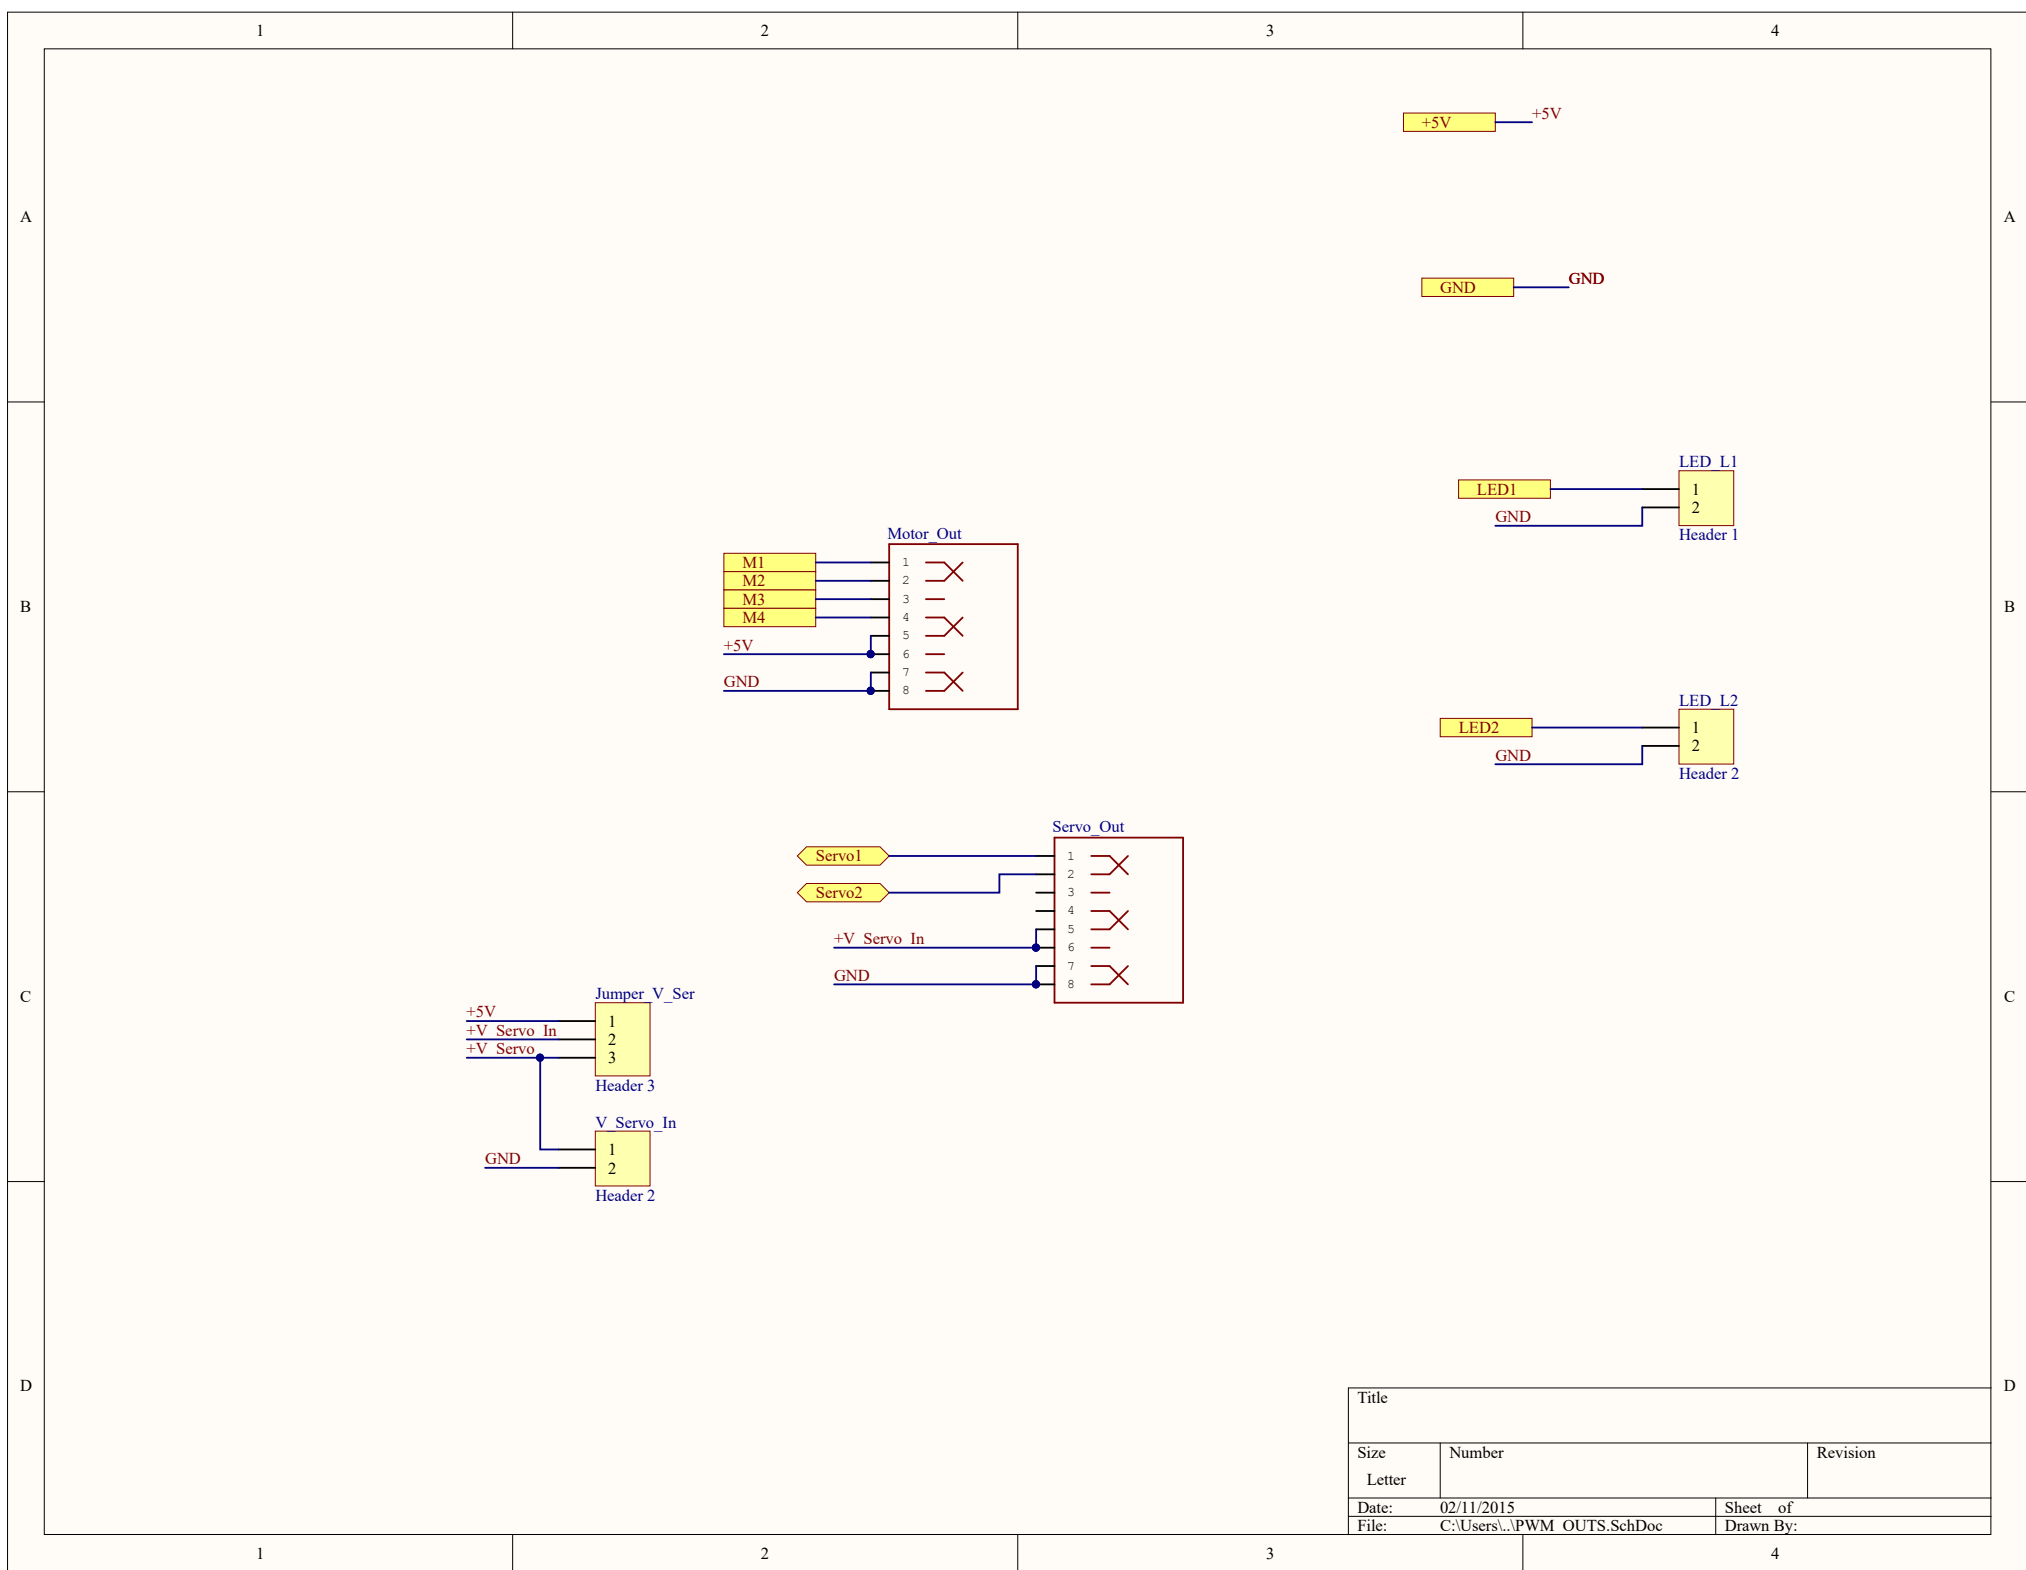 1 2 3 4
+5V +5V
A A
GND GND
LED_L1
LED1 1
2
GND
Header 1
Motor_Out
M1 1
M2 2
M3 3
M4 4
5
+5V 6
7
GND 8
B B
LED_L2
LED2 1
2
GND
Header 2
Servo_Out
Servo1 1
2
Servo2 3
4
5
+V_Servo_In 6
7
GND 8
C C
Jumper_V_Ser
+5V 1
+V_Servo_In 2
+V_Servo 3
Header 3
V_Servo_In
1
GND 2
Header 2
D D
Title
Size Number Revision
Letter
Date: 02/11/2015 Sheet of
File: C:\Users\..\PWM_OUTS.SchDoc Drawn By:
1 2 3 4